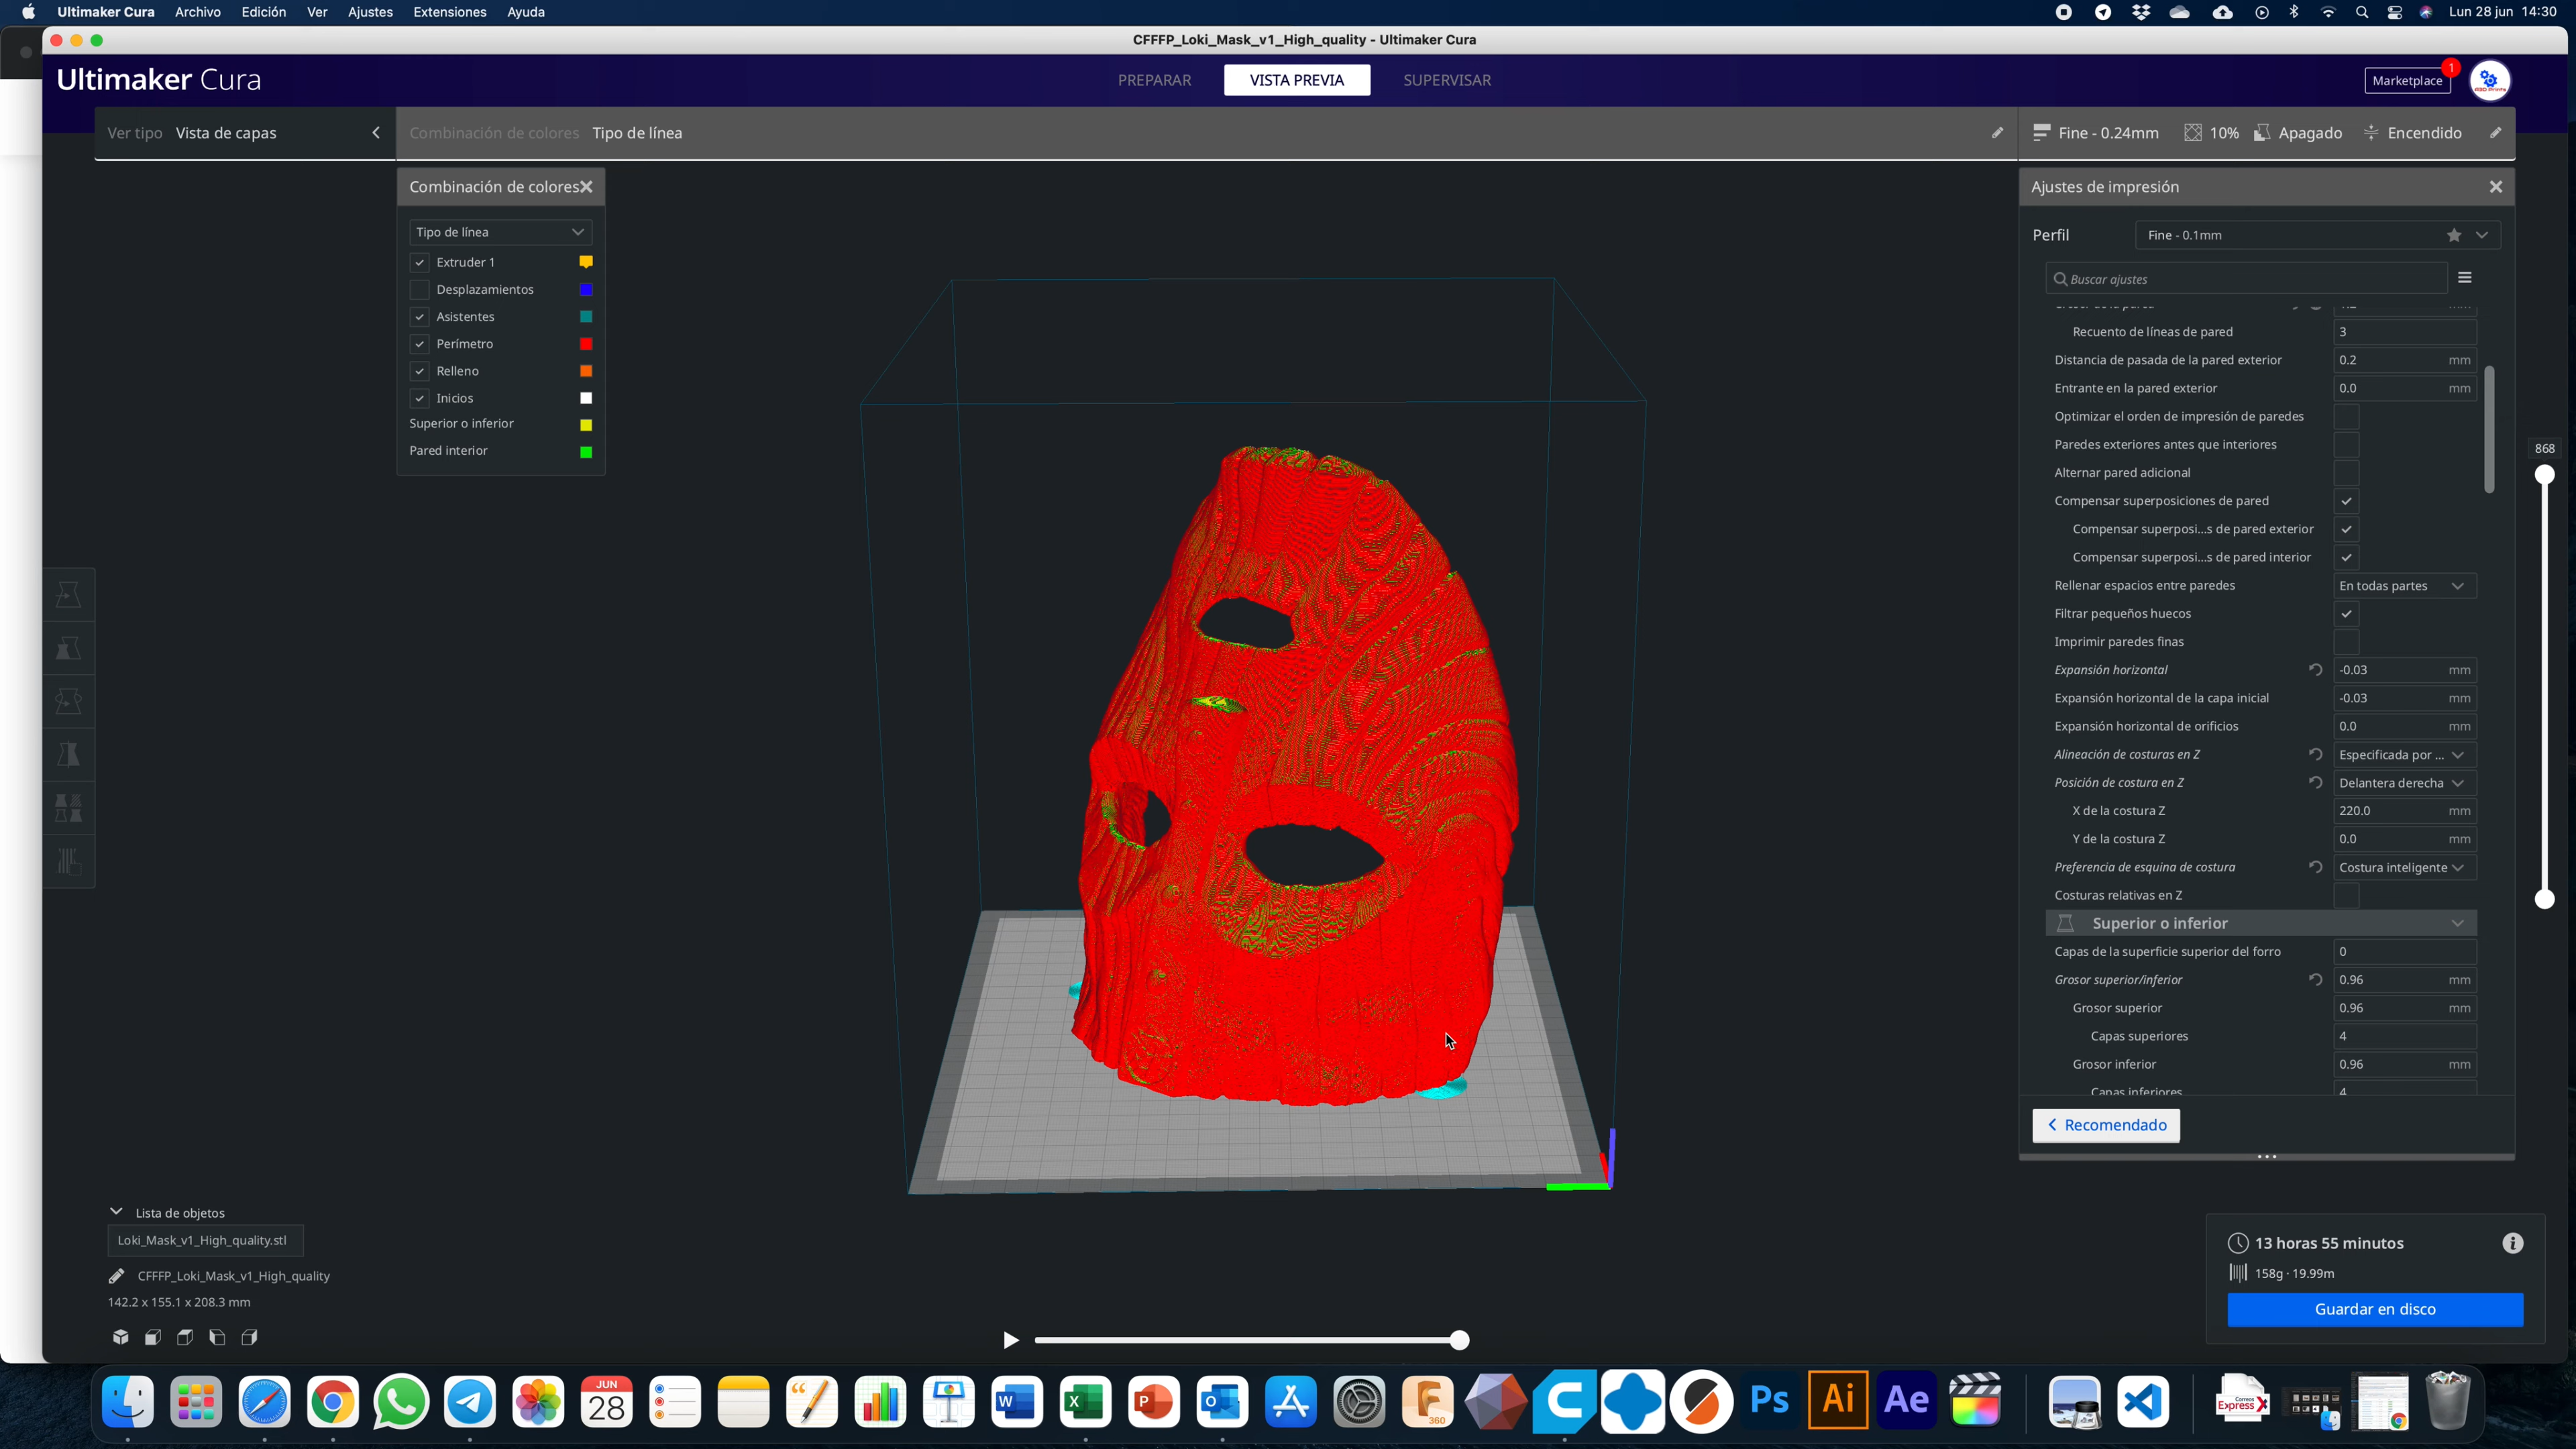 Ultimaker Cura Archivo Edición Ver Ajustes Extensiones Ayuda Lun 28 jun 14:30
CFFFP_Loki_Mask_v1_High_quality - Ultimaker Cura
Ultimaker Cura PREPARAR VISTA PREVIA SUPERVISAR Marketplace 1
Ver tipo Vista de capas Combinación de colores Tipo de línea Fine - 0.24mm 10% Apagado Encendido
Combinación de colores
Tipo de línea
Extruder 1
Desplazamientos
Asistentes
Perímetro
Relleno
Inicios
Superior o inferior
Pared interior
Ajustes de impresión
Perfil Fine - 0.1mm
Buscar ajustes
Recuento de líneas de pared 3
Distancia de pasada de la pared exterior 0.2 mm
Entrante en la pared exterior 0.0 mm
Optimizar el orden de impresión de paredes
Paredes exteriores antes que interiores
Alternar pared adicional
Compensar superposiciones de pared
Compensar superposi...s de pared exterior
Compensar superposi...s de pared interior
Rellenar espacios entre paredes En todas partes
Filtrar pequeños huecos
Imprimir paredes finas
Expansión horizontal -0.03 mm
Expansión horizontal de la capa inicial -0.03 mm
Expansión horizontal de orificios 0.0 mm
Alineación de costuras en Z Especificada por ...
Posición de costura en Z Delantera derecha
X de la costura Z 220.0 mm
Y de la costura Z 0.0 mm
Preferencia de esquina de costura Costura inteligente
Costuras relativas en Z
Superior o inferior
Capas de la superficie superior del forro 0
Grosor superior/inferior 0.96 mm
Grosor superior 0.96 mm
Capas superiores 4
Grosor inferior 0.96 mm
Capas inferiores 4
Recomendado
868
Lista de objetos
Loki_Mask_v1_High_quality.stl
CFFFP_Loki_Mask_v1_High_quality
142.2 x 155.1 x 208.3 mm
13 horas 55 minutos
158g · 19.99m
Guardar en disco
JUN
28
W X P O 360 Ps Ai Ae
Correos
Express